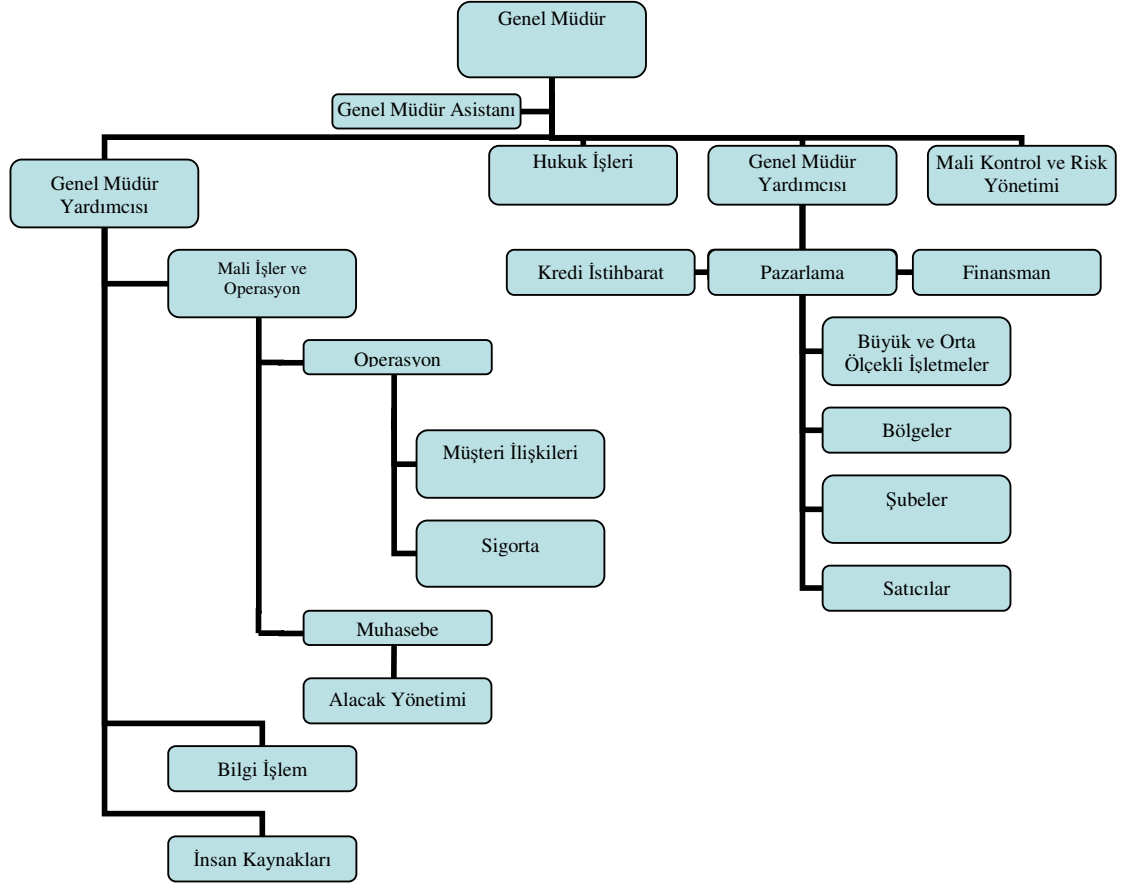 Genel Müdür
Genel Müdür Asistanı
Genel Müdür
Yardımcısı
Hukuk İşleri
Genel Müdür
Yardımcısı
Mali Kontrol ve Risk
Yönetimi
Mali İşler ve
Operasyon
Kredi İstihbarat
Pazarlama
Finansman
Operasyon
Büyük ve Orta
Ölçekli İşletmeler
Müşteri İlişkileri
Bölgeler
Sigorta
Şubeler
Satıcılar
Muhasebe
Alacak Yönetimi
Bilgi İşlem
İnsan Kaynakları